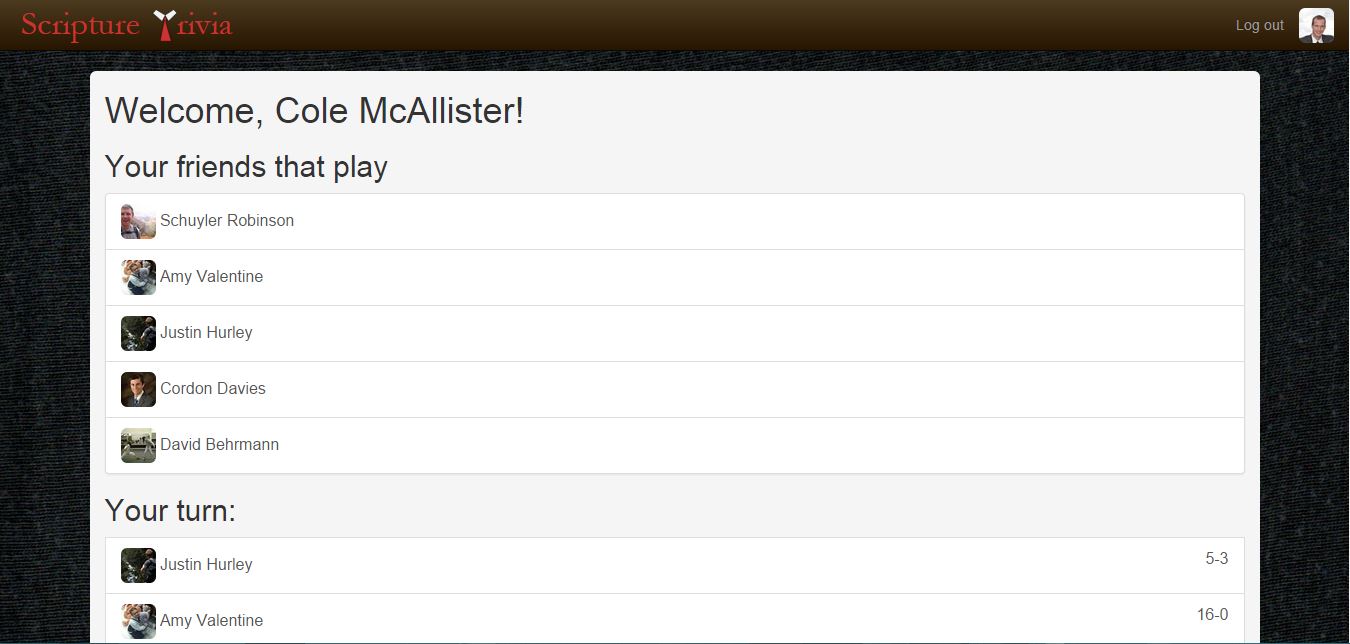 Scripture Trivia
Log out
Welcome, Cole McAllister!
Your friends that play
Schuyler Robinson
Amy Valentine
Justin Hurley
Cordon Davies
David Behrmann
Your turn:
Justin Hurley 5-3
Amy Valentine 16-0